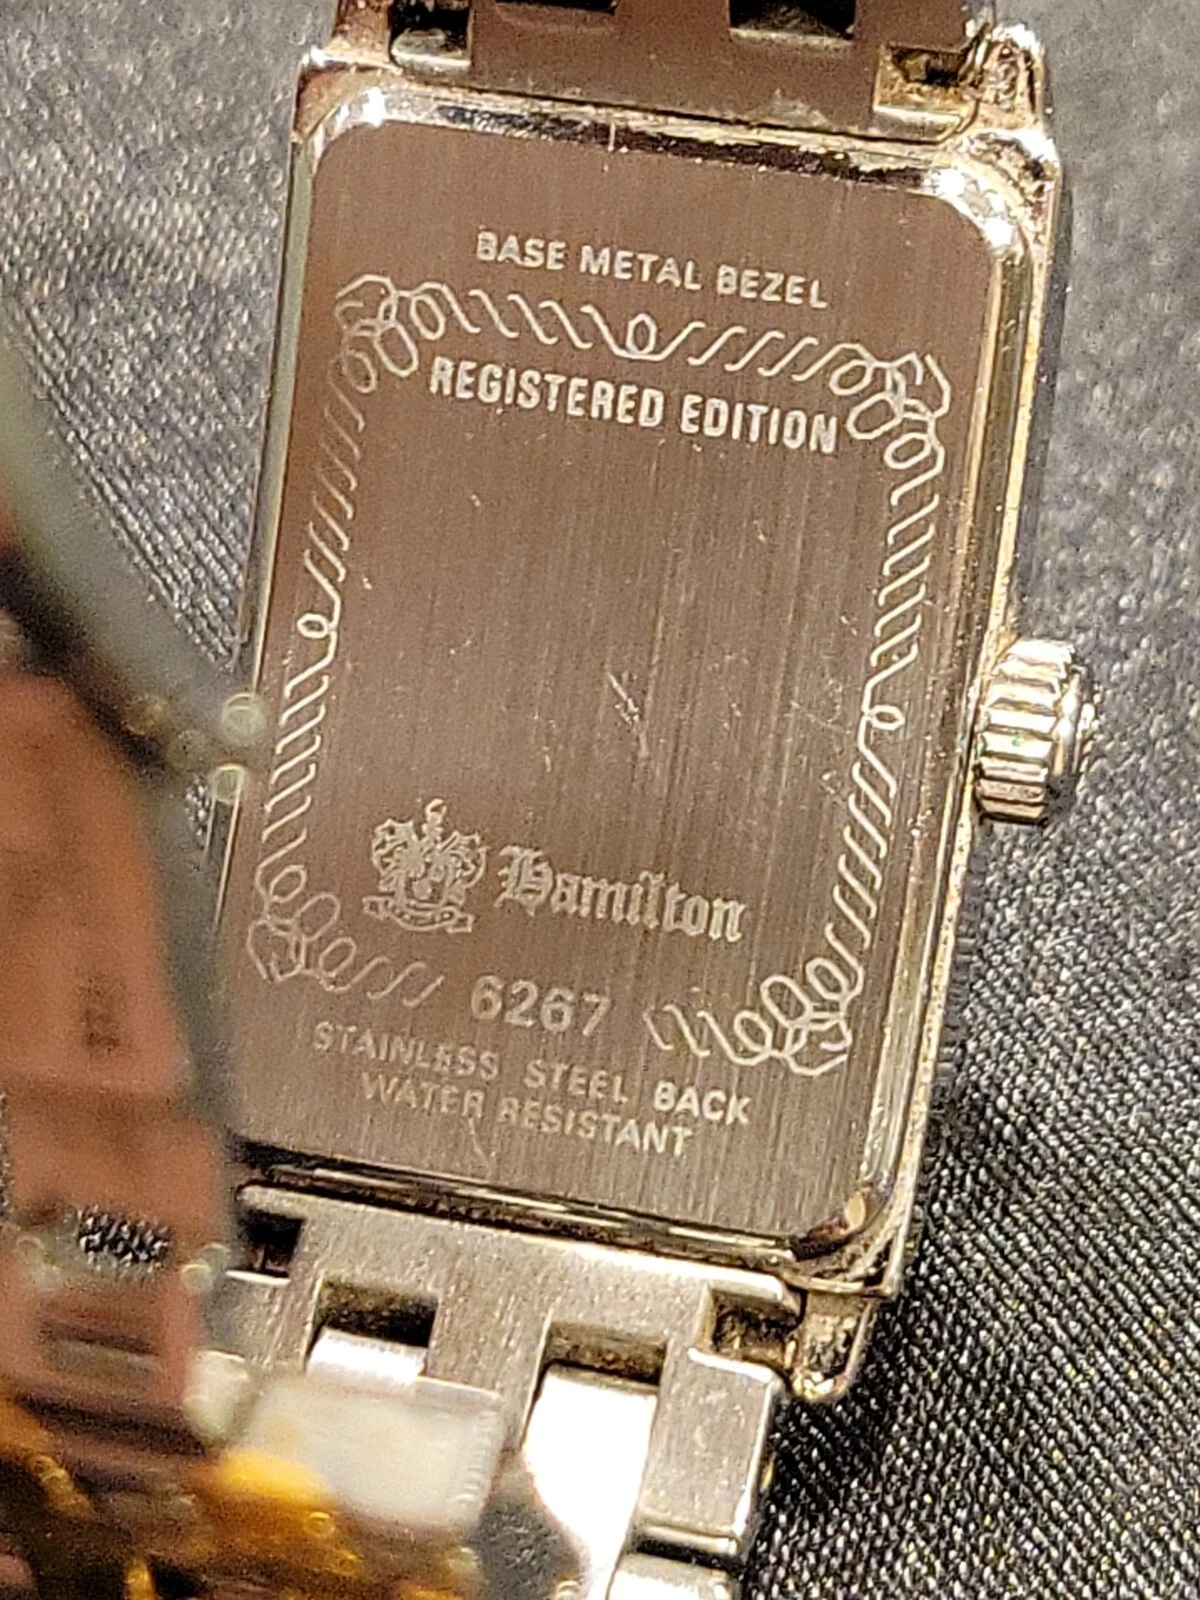 BASE METAL BEZEL
REGISTERED EDITION
Hamilton
6267
STAINLESS STEEL BACK
WATER RESISTANT